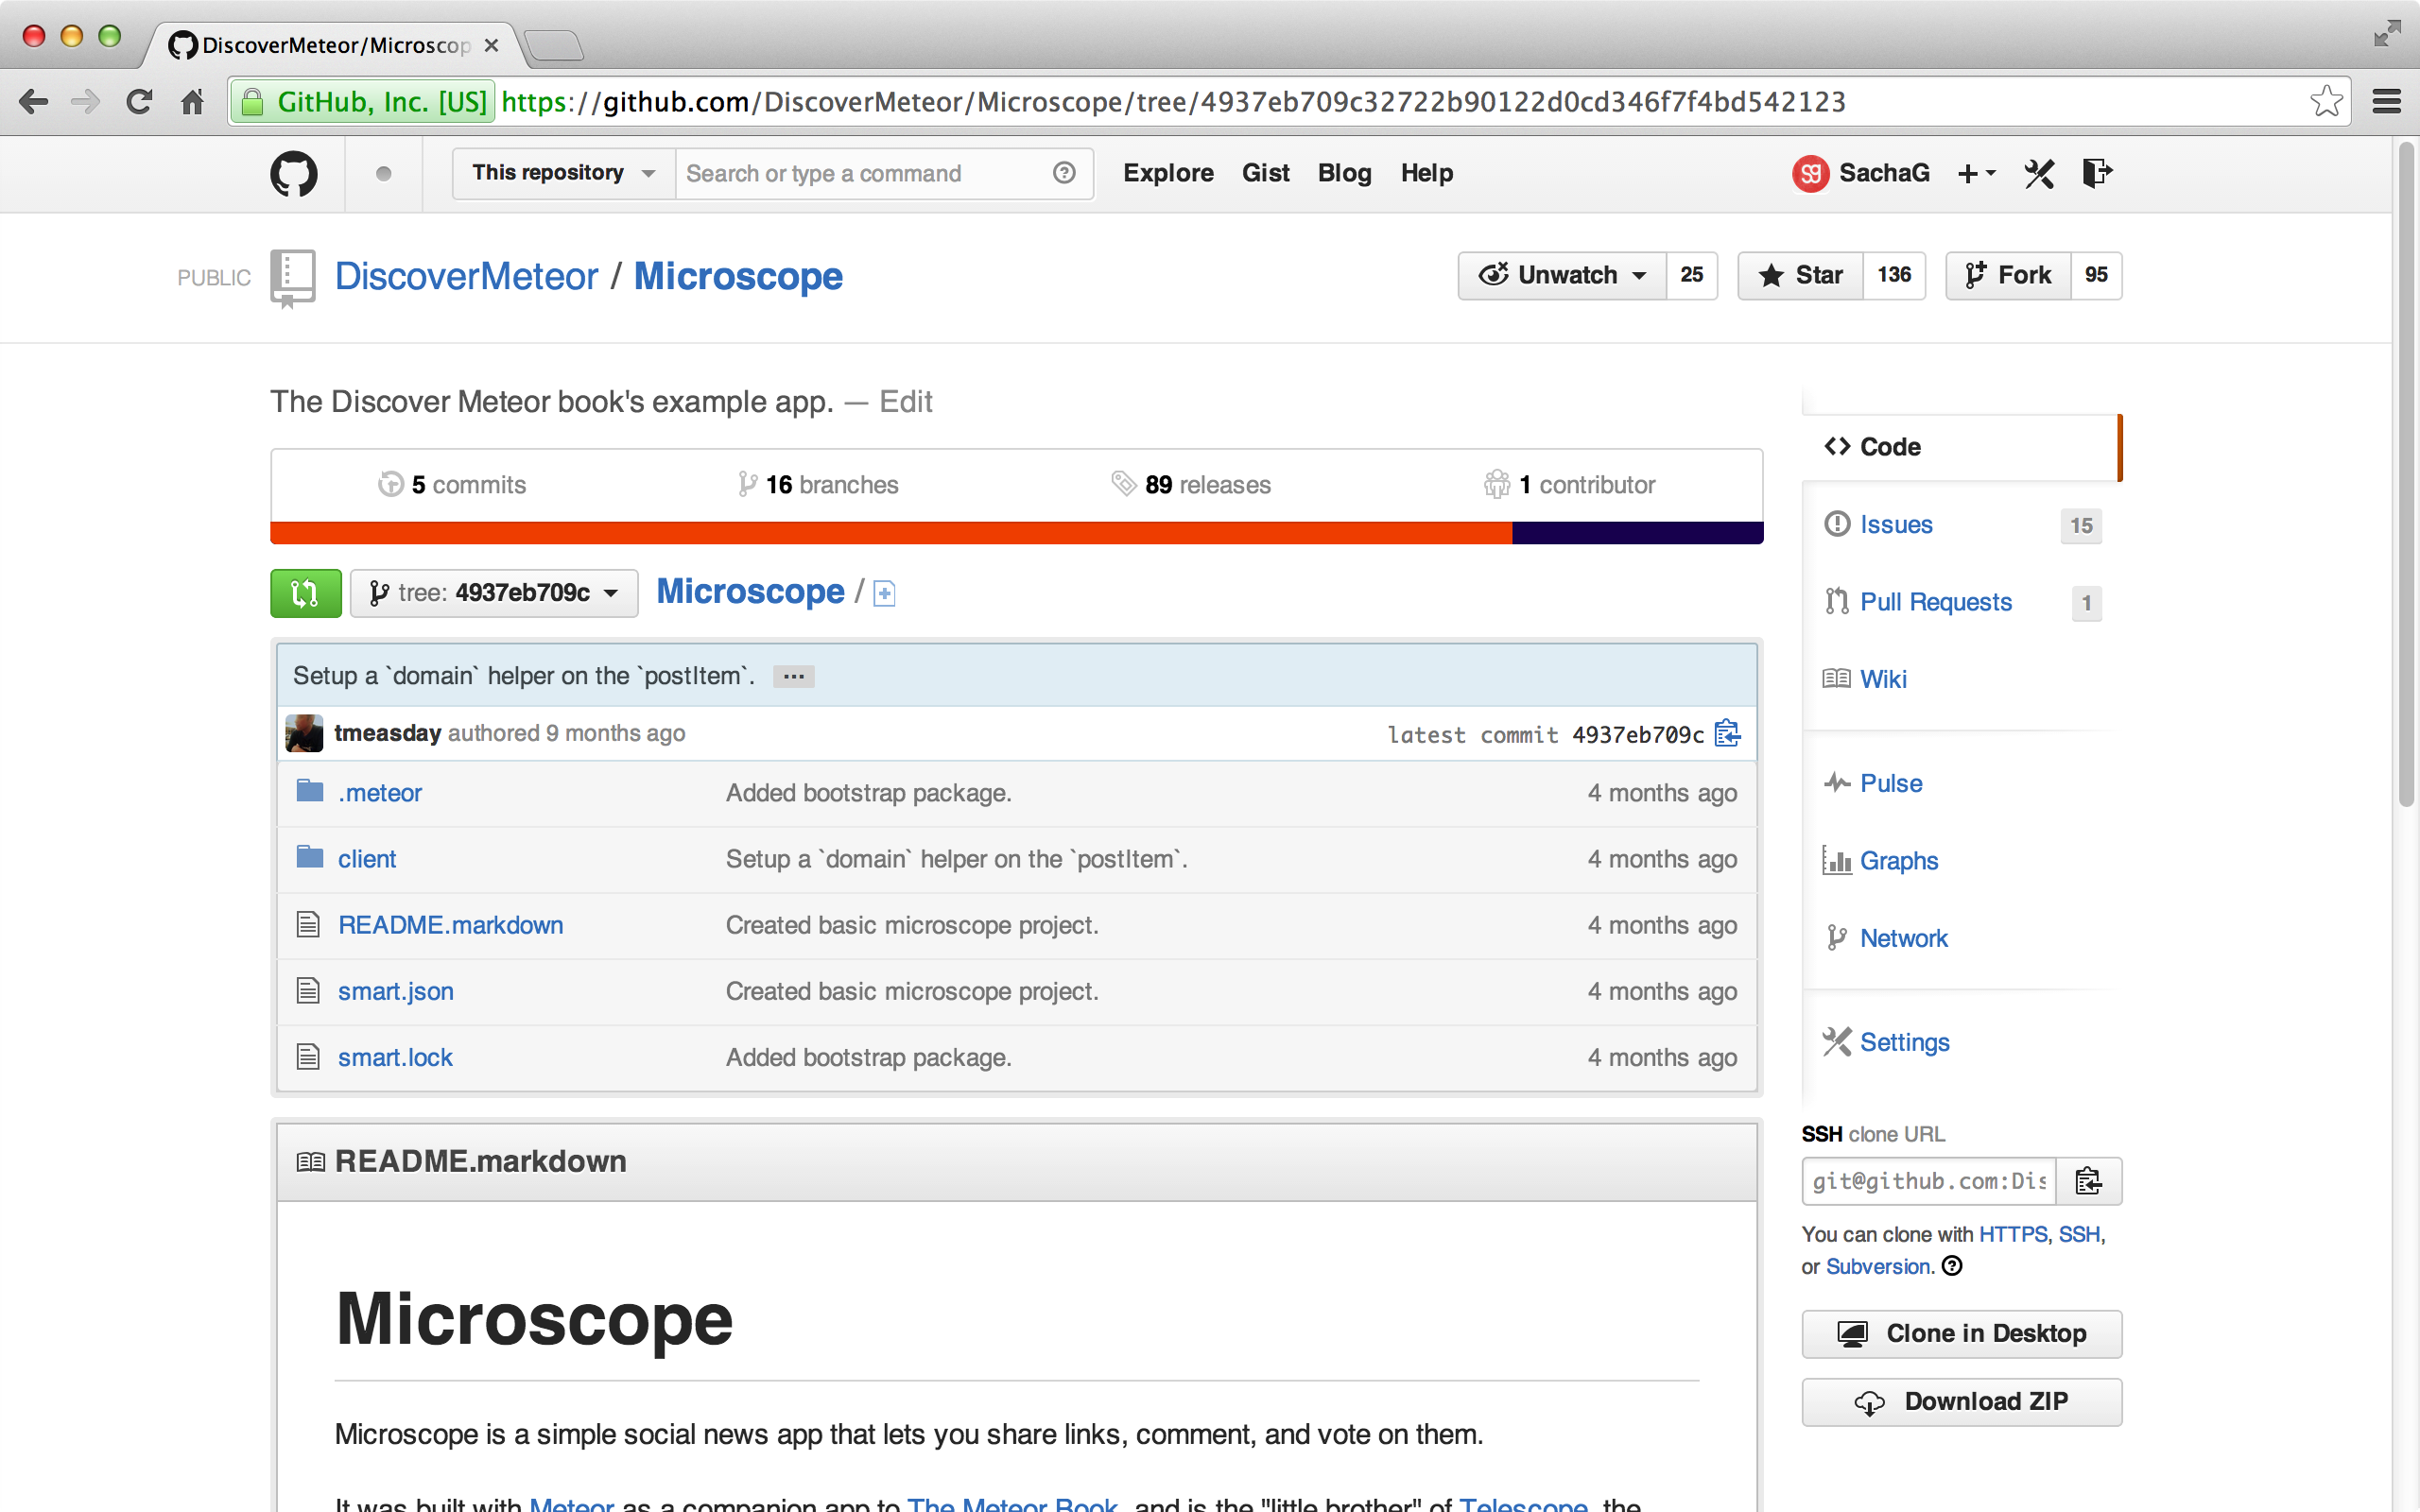 DiscoverMeteor/Microscop
GitHub, Inc. [US] https://github.com/DiscoverMeteor/Microscope/tree/4937eb709c32722b90122d0cd346f7f4bd542123
This repository Search or type a command Explore Gist Blog Help SachaG
PUBLIC DiscoverMeteor / Microscope Unwatch 25 Star 136 Fork 95
The Discover Meteor book's example app. — Edit
5 commits 16 branches 89 releases 1 contributor
tree: 4937eb709c Microscope /
Setup a `domain` helper on the `postItem`. ...
tmeasday authored 9 months ago latest commit 4937eb709c
.meteor Added bootstrap package. 4 months ago
client Setup a `domain` helper on the `postItem`. 4 months ago
README.markdown Created basic microscope project. 4 months ago
smart.json Created basic microscope project. 4 months ago
smart.lock Added bootstrap package. 4 months ago
README.markdown
Microscope
Microscope is a simple social news app that lets you share links, comment, and vote on them.
It was built with Meteor as a companion app to The Meteor Book, and is the "little brother" of Telescope, the
Code
Issues 15
Pull Requests 1
Wiki
Pulse
Graphs
Network
Settings
SSH clone URL
git@github.com:Dis
You can clone with HTTPS, SSH,
or Subversion.
Clone in Desktop
Download ZIP